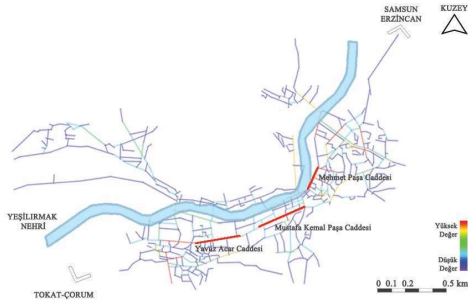 SAMSUN
ERZİNCAN
KUZEY
Mehmet Paşa Caddesi
YEŞİLIRMAK
NEHRİ
Mustafa Kemal Paşa Caddesi
Yavuz Acar Caddesi
Yüksek
Değer
Düşük
Değer
TOKAT-ÇORUM
0 0.1 0.2 0.5 km